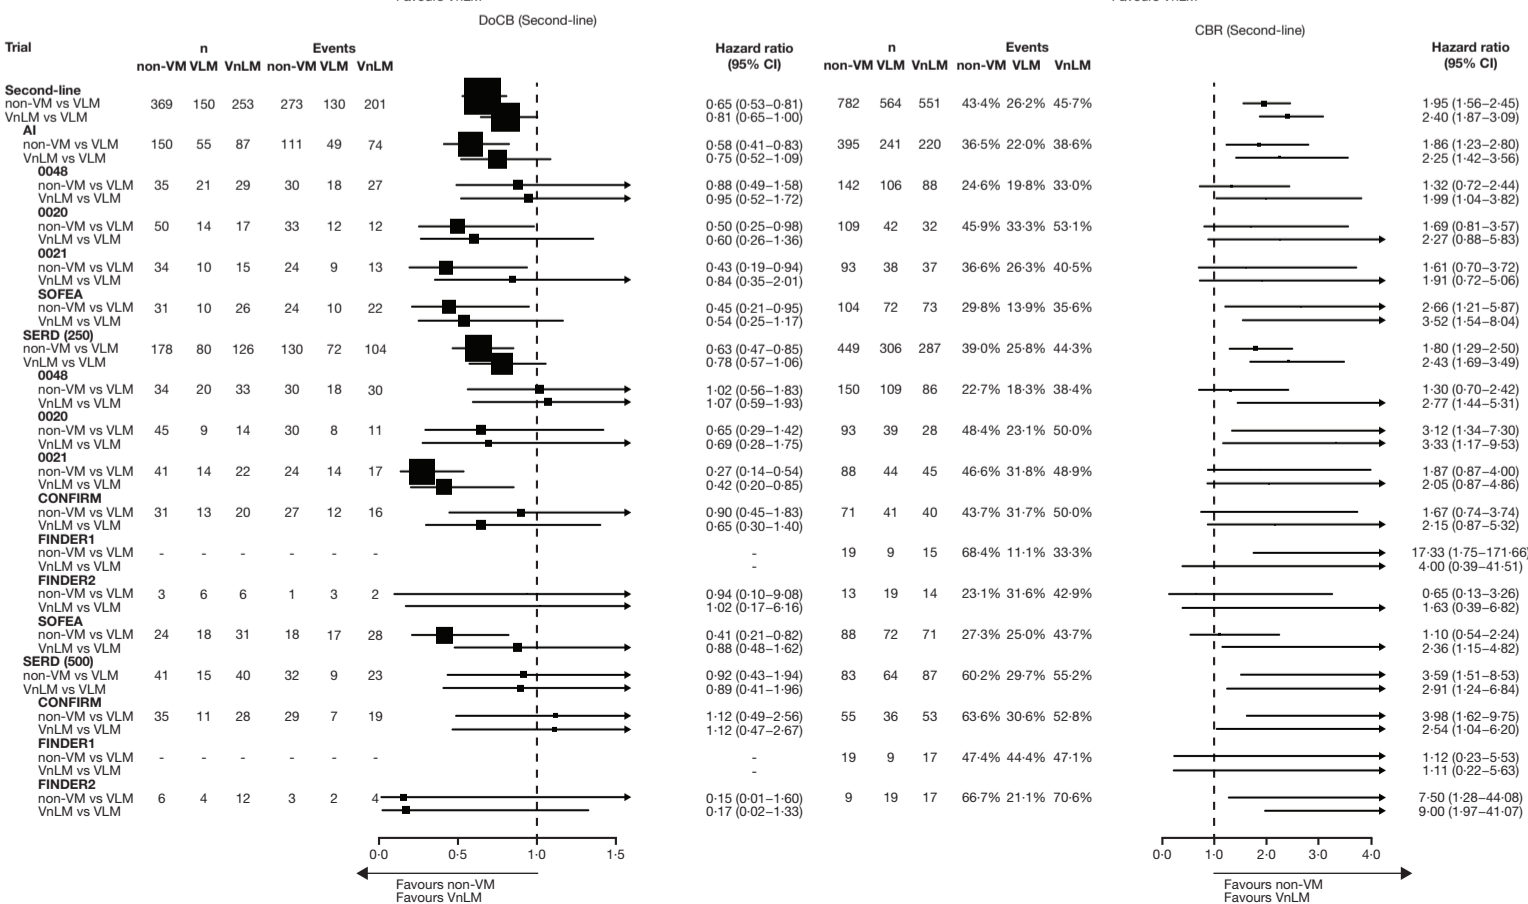 Favours VnLM Favours VnLM
DoCB (Second-line)
CBR (Second-line)
Trial n Events Hazard ratio n Events Hazard ratio
non-VM VLM VnLM non-VM VLM VnLM (95% CI) non-VM VLM VnLM non-VM VLM VnLM (95% CI)
Second-line
non-VM vs VLM 369 150 253 273 130 201 0·65 (0·53–0·81) 782 564 551 43·4% 26·2% 45·7% 1·95 (1·56–2·45)
VnLM vs VLM 0·81 (0·65–1·00) 2·40 (1·87–3·09)
AI
non-VM vs VLM 150 55 87 111 49 74 0·58 (0·41–0·83) 395 241 220 36·5% 22·0% 38·6% 1·86 (1·23–2·80)
VnLM vs VLM 0·75 (0·52–1·09) 2·25 (1·42–3·56)
0048
non-VM vs VLM 35 21 29 30 18 27 0·88 (0·49–1·58) 142 106 88 24·6% 19·8% 33·0% 1·32 (0·72–2·44)
VnLM vs VLM 0·95 (0·52–1·72) 1·99 (1·04–3·82)
0020
non-VM vs VLM 50 14 17 33 12 12 0·50 (0·25–0·98) 109 42 32 45·9% 33·3% 53·1% 1·69 (0·81–3·57)
VnLM vs VLM 0·60 (0·26–1·36) 2·27 (0·88–5·83)
0021
non-VM vs VLM 34 10 15 24 9 13 0·43 (0·19–0·94) 93 38 37 36·6% 26·3% 40·5% 1·61 (0·70–3·72)
VnLM vs VLM 0·84 (0·35–2·01) 1·91 (0·72–5·06)
SOFEA
non-VM vs VLM 31 10 26 24 10 22 0·45 (0·21–0·95) 104 72 73 29·8% 13·9% 35·6% 2·66 (1·21–5·87)
VnLM vs VLM 0·54 (0·25–1·17) 3·52 (1·54–8·04)
SERD (250)
non-VM vs VLM 178 80 126 130 72 104 0·63 (0·47–0·85) 449 306 287 39·0% 25·8% 44·3% 1·80 (1·29–2·50)
VnLM vs VLM 0·78 (0·57–1·06) 2·43 (1·69–3·49)
0048
non-VM vs VLM 34 20 33 30 18 30 1·02 (0·56–1·83) 150 109 86 22·7% 18·3% 38·4% 1·30 (0·70–2·42)
VnLM vs VLM 1·07 (0·59–1·93) 2·77 (1·44–5·31)
0020
non-VM vs VLM 45 9 14 30 8 11 0·65 (0·29–1·42) 93 39 28 48·4% 23·1% 50·0% 3·12 (1·34–7·30)
VnLM vs VLM 0·69 (0·28–1·75) 3·33 (1·17–9·53)
0021
non-VM vs VLM 41 14 22 24 14 17 0·27 (0·14–0·54) 88 44 45 46·6% 31·8% 48·9% 1·87 (0·87–4·00)
VnLM vs VLM 0·42 (0·20–0·85) 2·05 (0·87–4·86)
CONFIRM
non-VM vs VLM 31 13 20 27 12 16 0·90 (0·45–1·83) 71 41 40 43·7% 31·7% 50·0% 1·67 (0·74–3·74)
VnLM vs VLM 0·65 (0·30–1·40) 2·15 (0·87–5·32)
FINDER1
non-VM vs VLM - - - - - - - 19 9 15 68·4% 11·1% 33·3% 17·33 (1·75–171·66)
VnLM vs VLM - 4·00 (0·39–41·51)
FINDER2
non-VM vs VLM 3 6 6 1 3 2 0·94 (0·10–9·08) 13 19 14 23·1% 31·6% 42·9% 0·65 (0·13–3·26)
VnLM vs VLM 1·02 (0·17–6·16) 1·63 (0·39–6·82)
SOFEA
non-VM vs VLM 24 18 31 18 17 28 0·41 (0·21–0·82) 88 72 71 27·3% 25·0% 43·7% 1·10 (0·54–2·24)
VnLM vs VLM 0·88 (0·48–1·62) 2·36 (1·15–4·82)
SERD (500)
non-VM vs VLM 41 15 40 32 9 23 0·92 (0·43–1·94) 83 64 87 60·2% 29·7% 55·2% 3·59 (1·51–8·53)
VnLM vs VLM 0·89 (0·41–1·96) 2·91 (1·24–6·84)
CONFIRM
non-VM vs VLM 35 11 28 29 7 19 1·12 (0·49–2·56) 55 36 53 63·6% 30·6% 52·8% 3·98 (1·62–9·75)
VnLM vs VLM 1·12 (0·47–2·67) 2·54 (1·04–6·20)
FINDER1
non-VM vs VLM - - - - - - - 19 9 17 47·4% 44·4% 47·1% 1·12 (0·23–5·53)
VnLM vs VLM - 1·11 (0·22–5·63)
FINDER2
non-VM vs VLM 6 4 12 3 2 4 0·15 (0·01–1·60) 9 19 17 66·7% 21·1% 70·6% 7·50 (1·28–44·08)
VnLM vs VLM 0·17 (0·02–1·33) 9·00 (1·97–41·07)
0·0 0·5 1·0 1·5 0·0 1·0 2·0 3·0 4·0
Favours non-VM Favours non-VM
Favours VnLM Favours VnLM